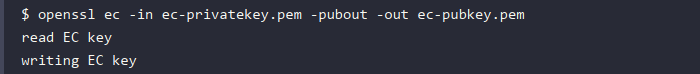 $ openssl ec -in ec-privatekey.pem -pubout -out ec-pubkey.pem
read EC key
writing EC key